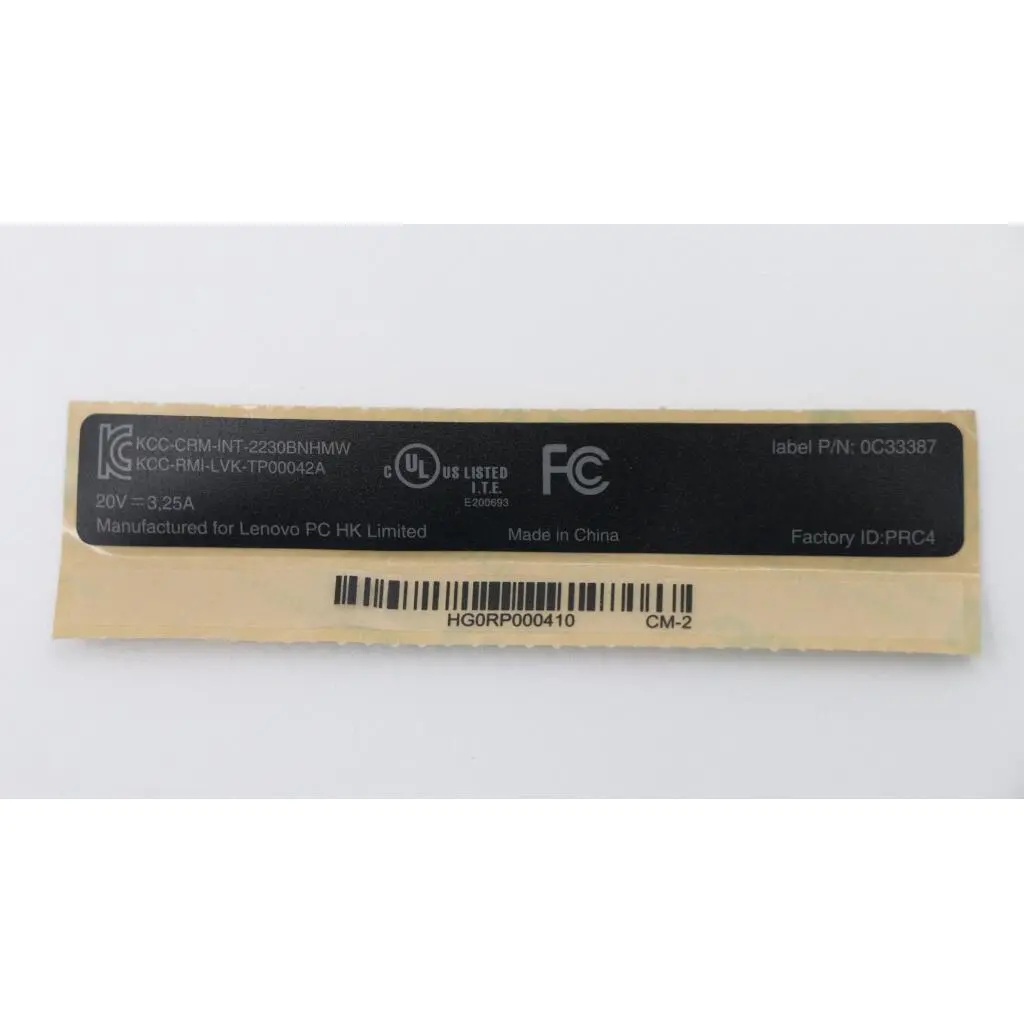 KCC-CRM-INT-2230BNHMW
KCC-RMI-LVK-TP00042A
C UL US LISTED
I.T.E.
E200693
FC
label P/N: 0C33387
20V ⎓ 3,25A
Manufactured for Lenovo PC HK Limited
Made in China
Factory ID:PRC4
HG0RP000410
CM-2